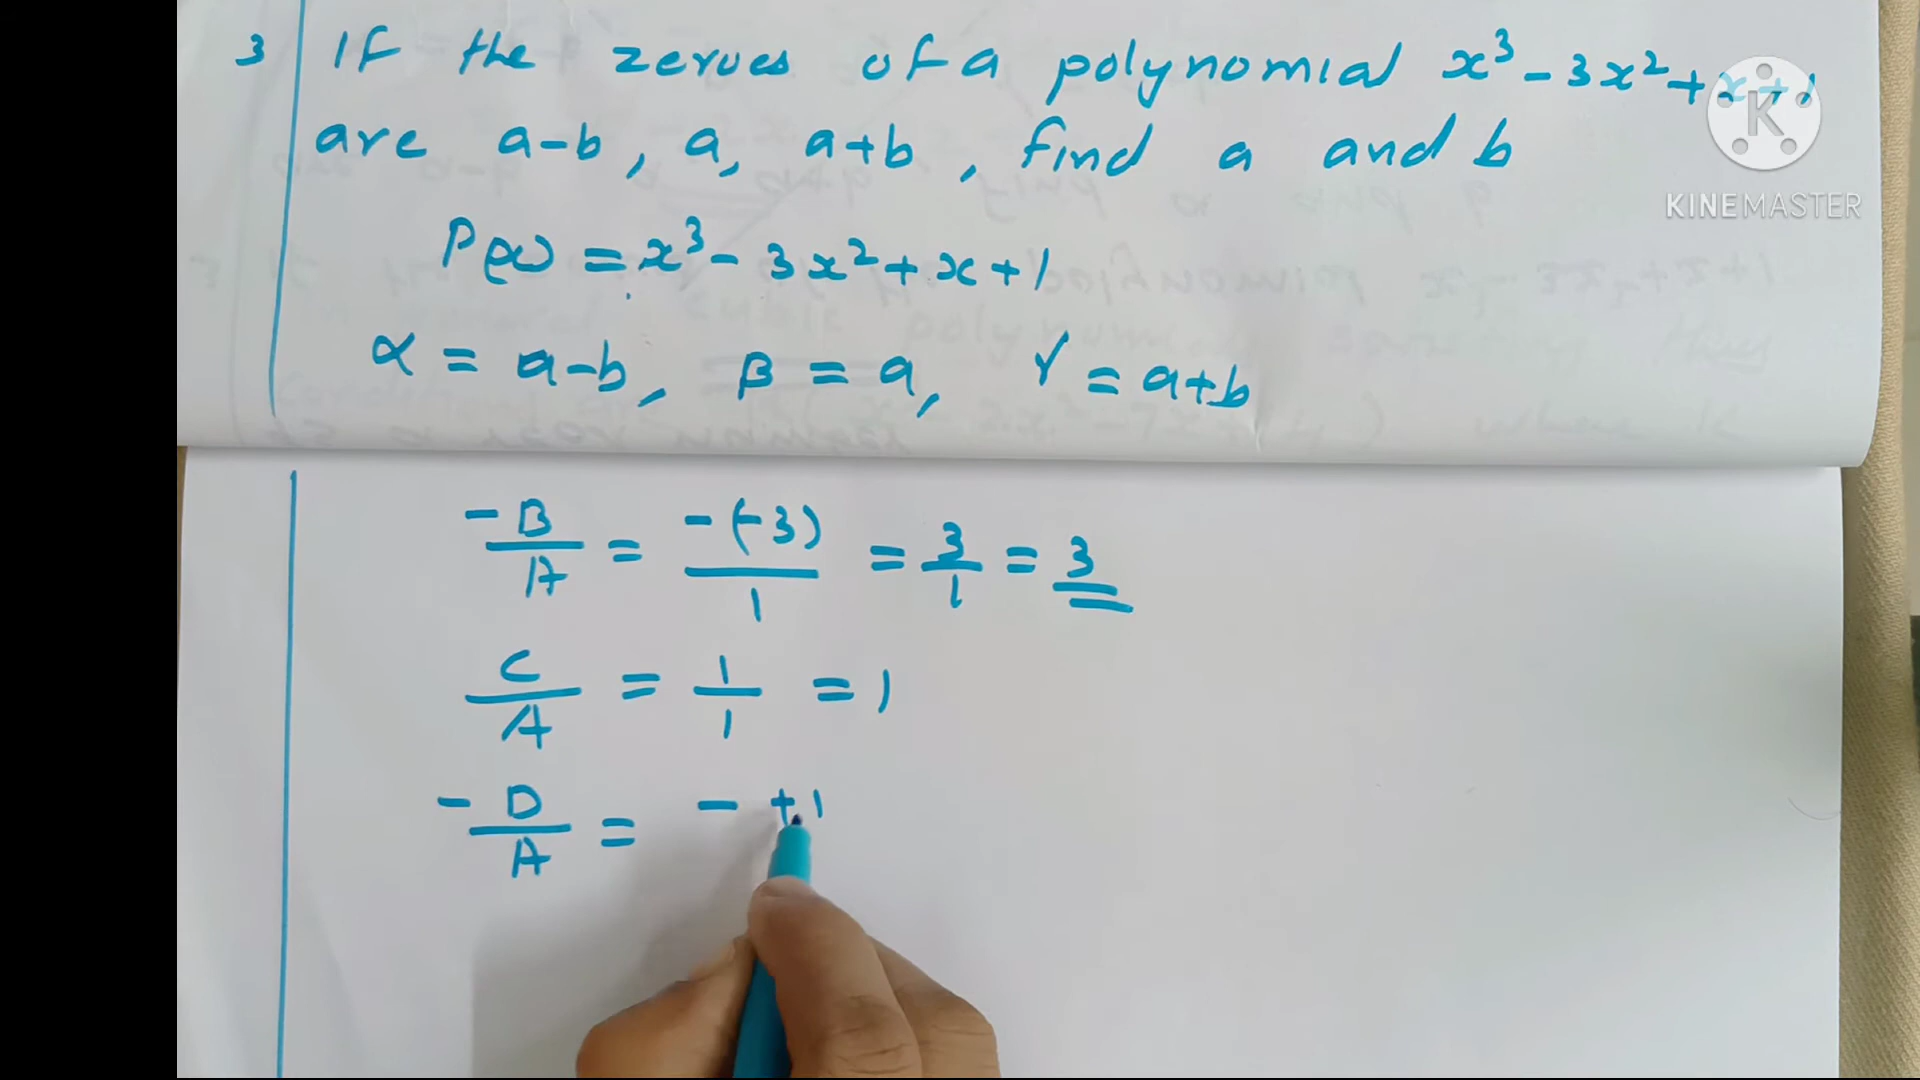 3 If the zeroes of a polynomial x³ - 3x² + x + 1
are a-b, a, a+b, find a and b
P(x) = x³ - 3x² + x + 1
α = a-b, β = a, γ = a+b
-B/A = -(-3)/1 = 3/1 = 3
C/A = 1/1 = 1
-D/A = - +1
K
KINEMASTER